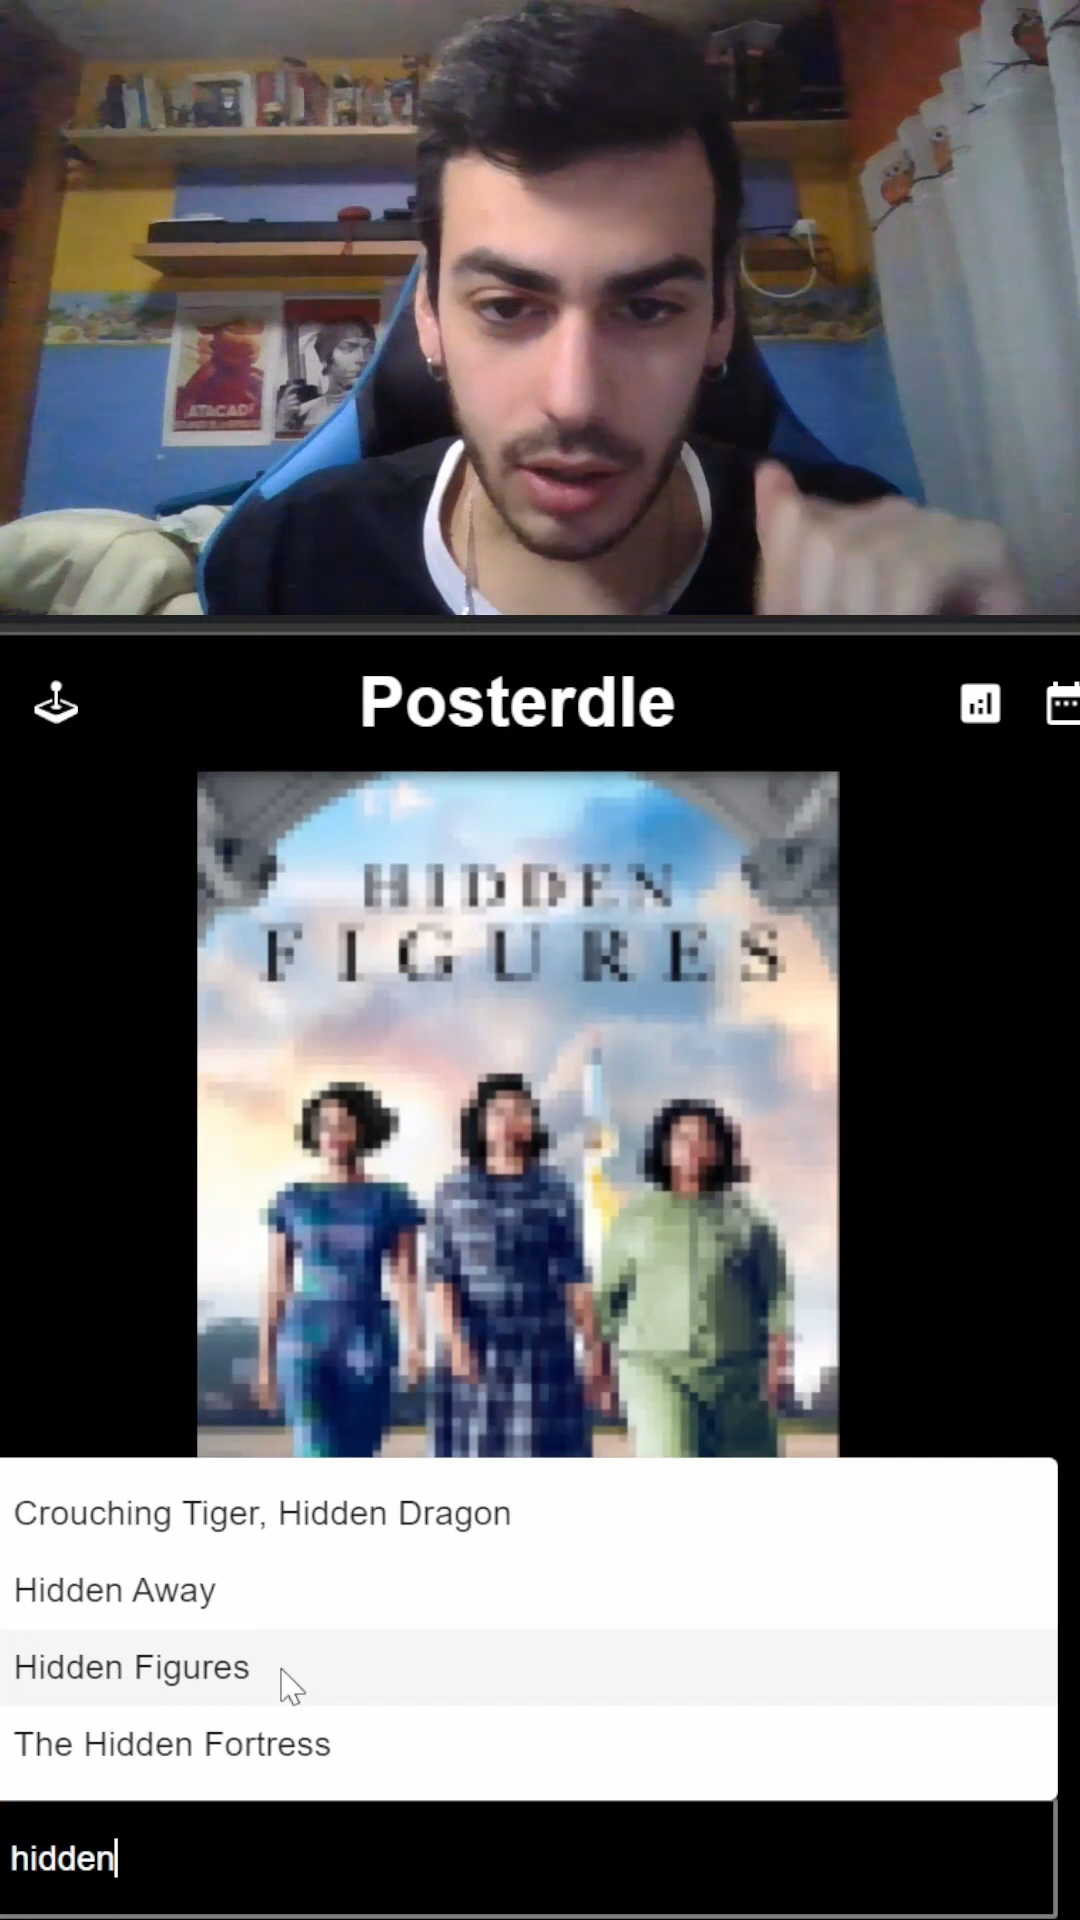 ¡ATACAD!
Posterdle
HIDDEN
FIGURES
Crouching Tiger, Hidden Dragon
Hidden Away
Hidden Figures
The Hidden Fortress
hidden